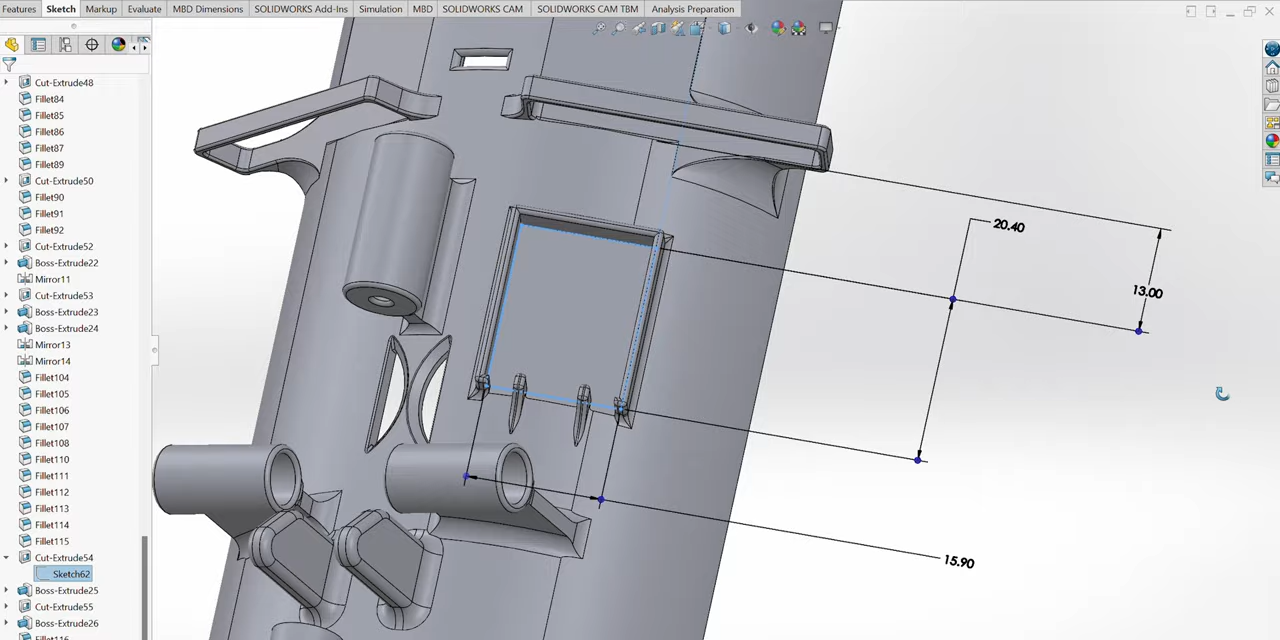 Features Sketch Markup Evaluate MBD Dimensions SOLIDWORKS Add-Ins Simulation MBD SOLIDWORKS CAM SOLIDWORKS CAM TBM Analysis Preparation
Cut-Extrude48
Fillet84
Fillet85
Fillet86
Fillet87
Fillet89
Cut-Extrude50
Fillet90
Fillet91
Fillet92
Cut-Extrude52
Boss-Extrude22
Mirror11
Cut-Extrude53
Boss-Extrude23
Boss-Extrude24
Mirror13
Mirror14
Fillet104
Fillet105
Fillet106
Fillet107
Fillet108
Fillet110
Fillet111
Fillet112
Fillet113
Fillet114
Fillet115
Cut-Extrude54
Sketch62
Boss-Extrude25
Cut-Extrude55
Boss-Extrude26
Fillet116
20.40
13.00
15.90